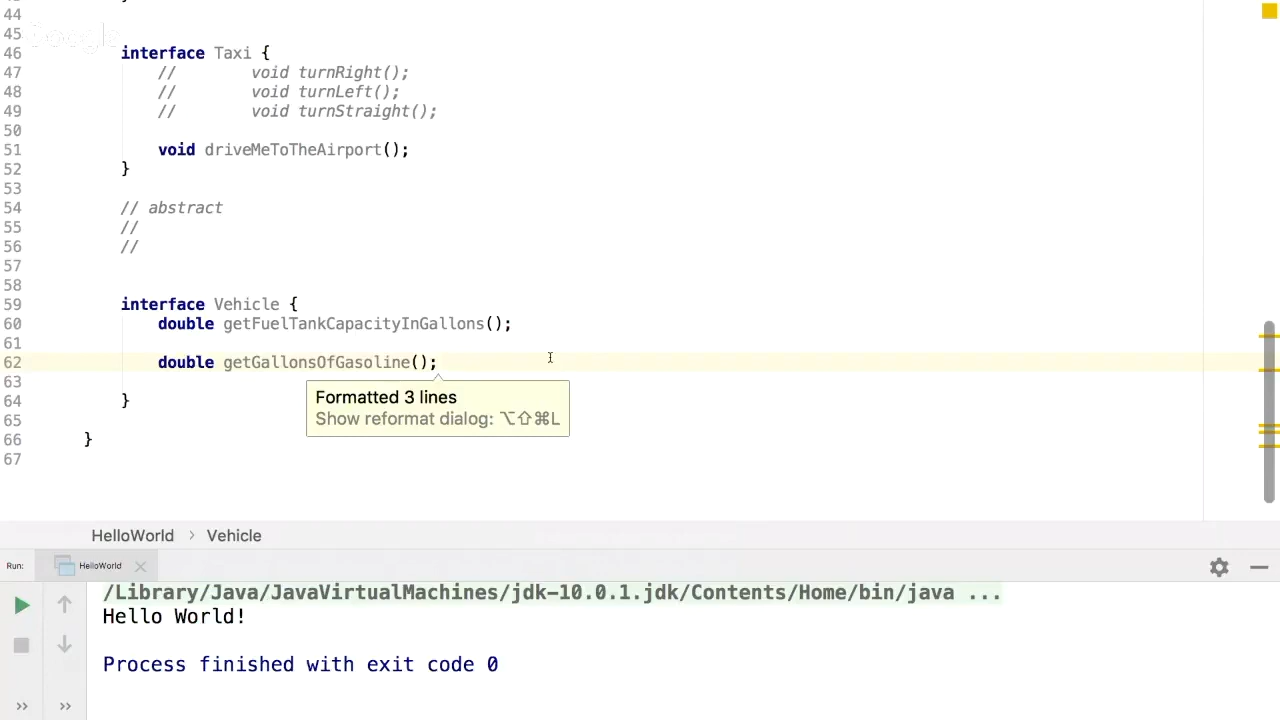 44
45
Google
46 interface Taxi {
47 // void turnRight();
48 // void turnLeft();
49 // void turnStraight();
50
51 void driveMeToTheAirport();
52 }
53
54 // abstract
55 //
56 //
57
58
59 interface Vehicle {
60 double getFuelTankCapacityInGallons();
61
62 double getGallonsOfGasoline();
63
Formatted 3 lines
64 }
Show reformat dialog: ⌥⇧⌘L
65
66 }
67
HelloWorld › Vehicle
Run: HelloWorld
/Library/Java/JavaVirtualMachines/jdk-10.0.1.jdk/Contents/Home/bin/java ...
Hello World!
Process finished with exit code 0